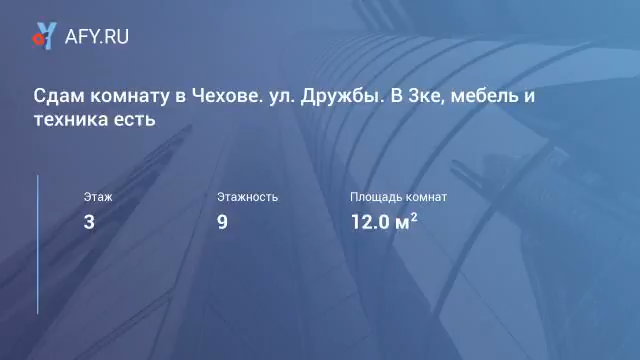 AFY.RU
Сдам комнату в Чехове. ул. Дружбы. В 3ке, мебель и
техника есть
Этаж Этажность Площадь комнат
3 9 12.0 м²